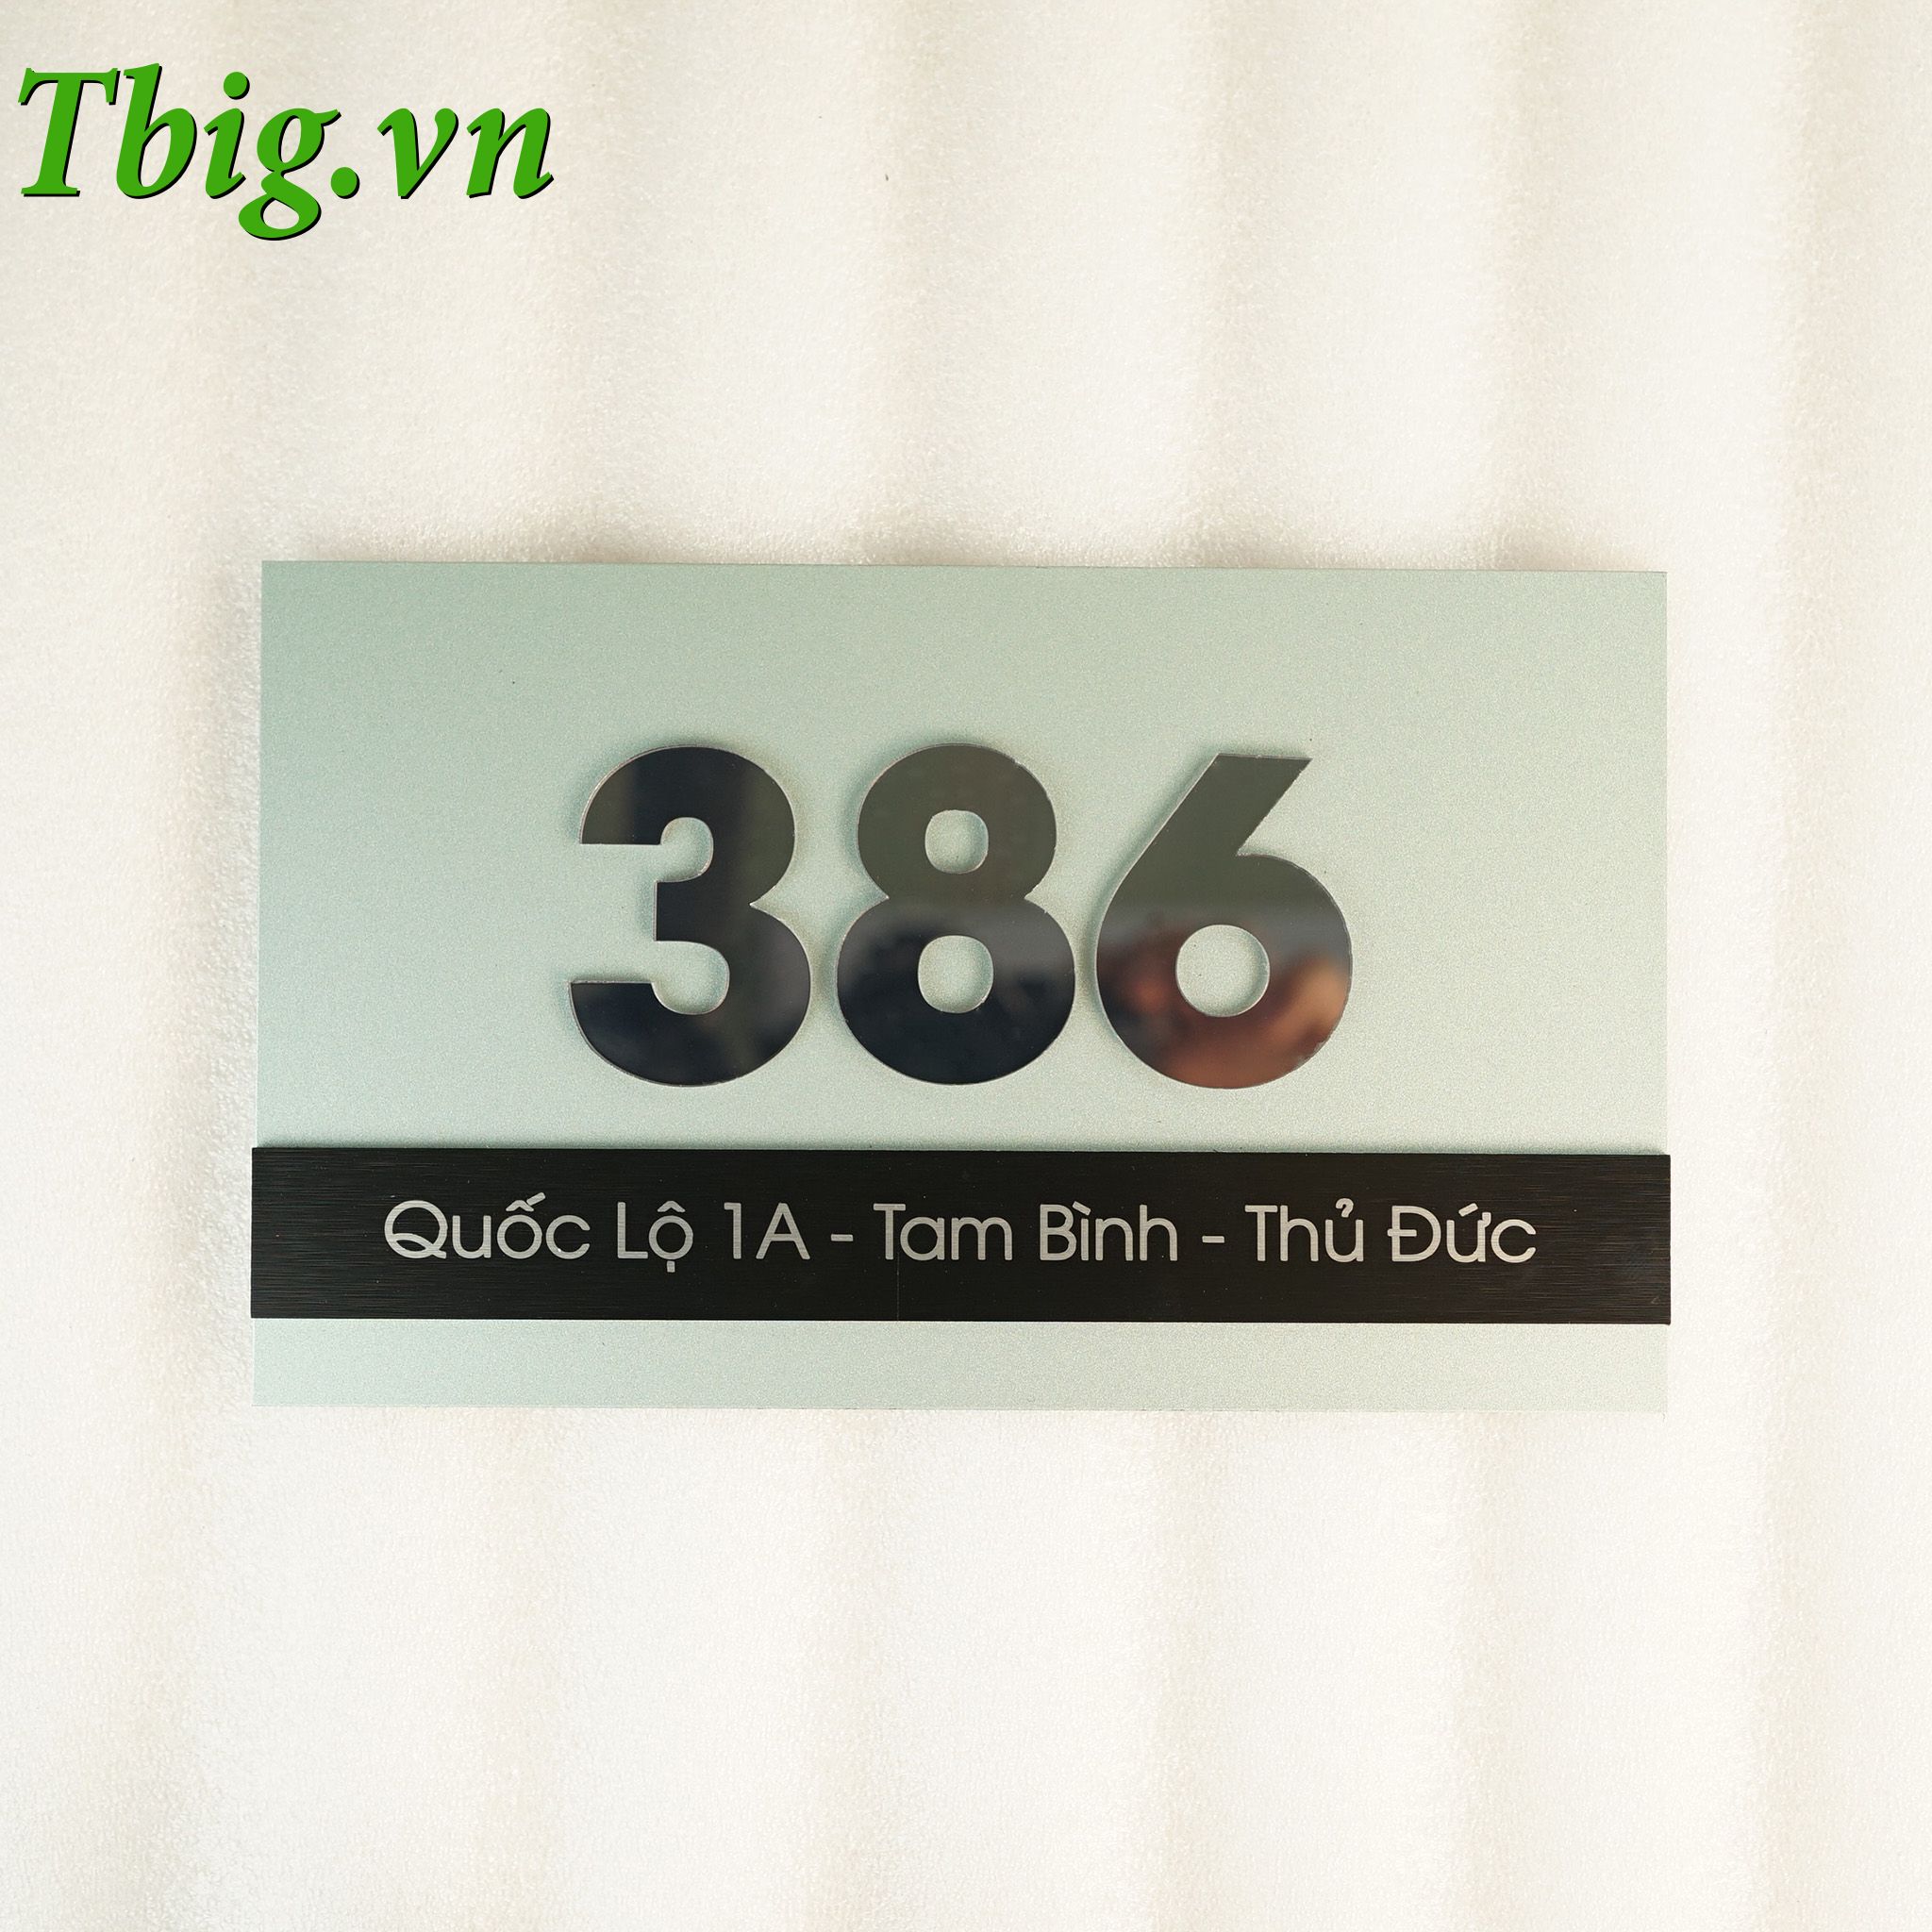 Tbig.vn
386
Quốc Lộ 1A - Tam Bình - Thủ Đức